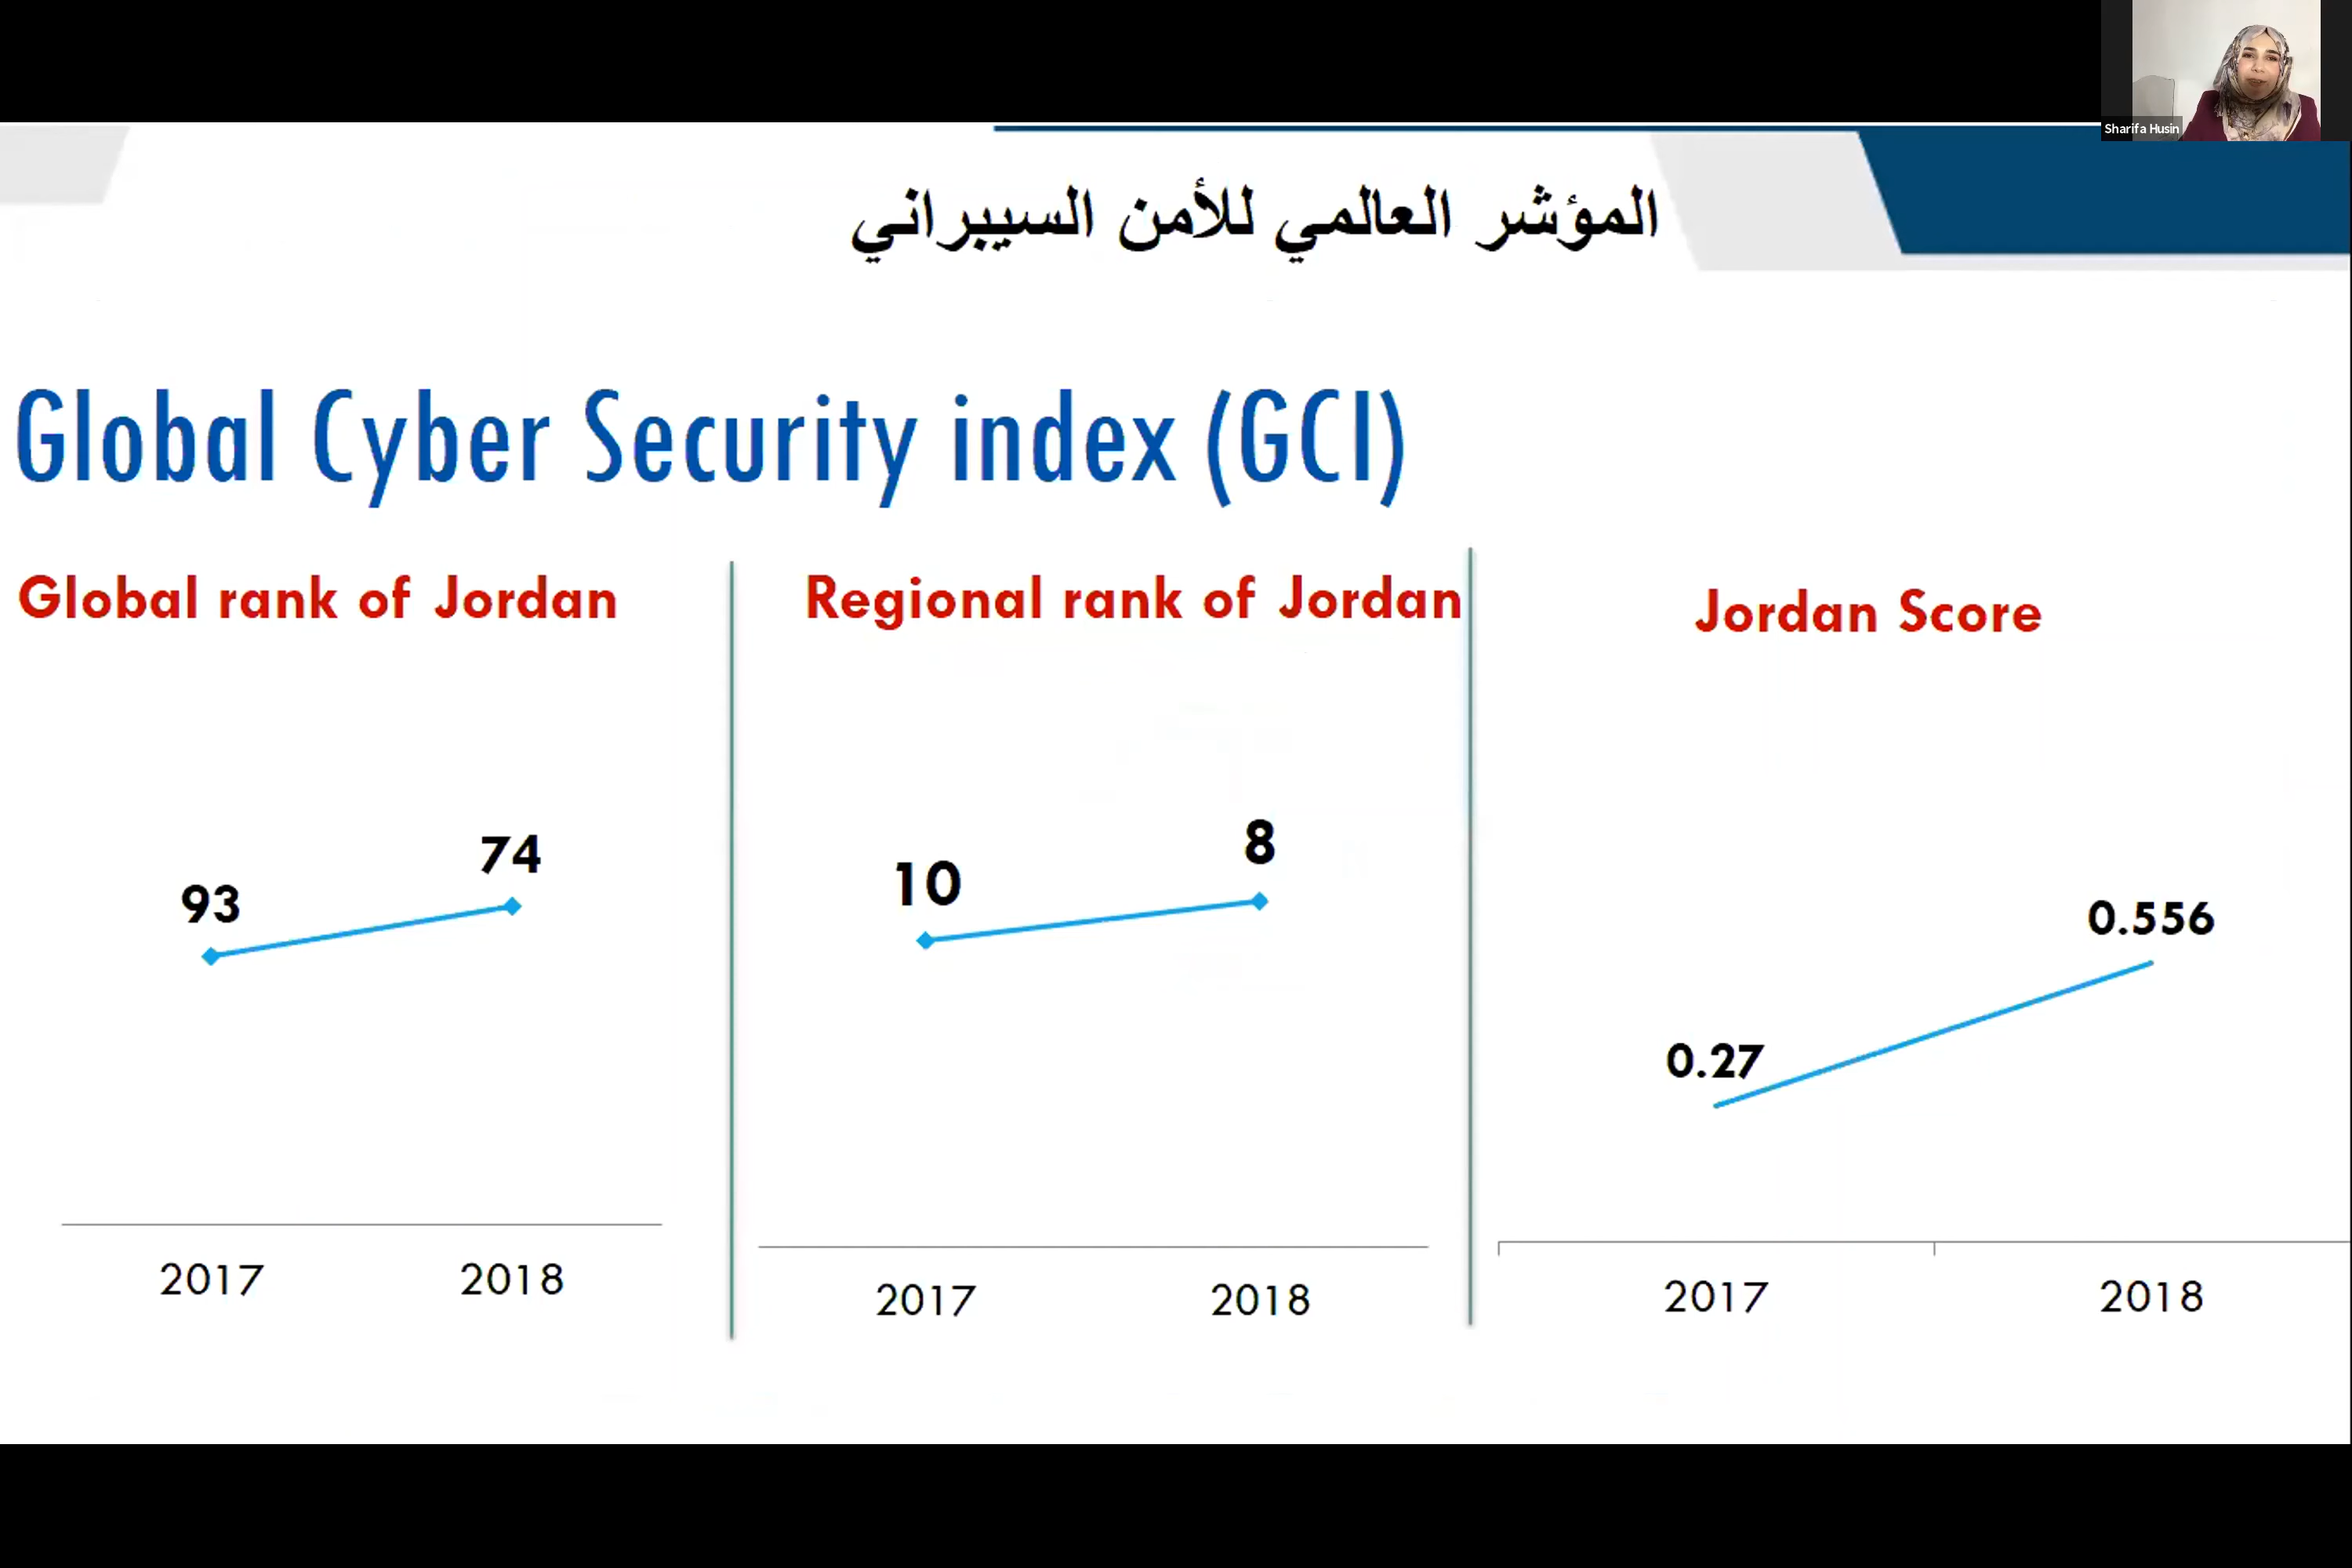 Sharifa Husin
المؤشر العالمي للأمن السيبراني
Global Cyber Security index (GCI)
Global rank of Jordan
93
74
2017 2018
Regional rank of Jordan
10
8
2017 2018
Jordan Score
0.27
0.556
2017 2018